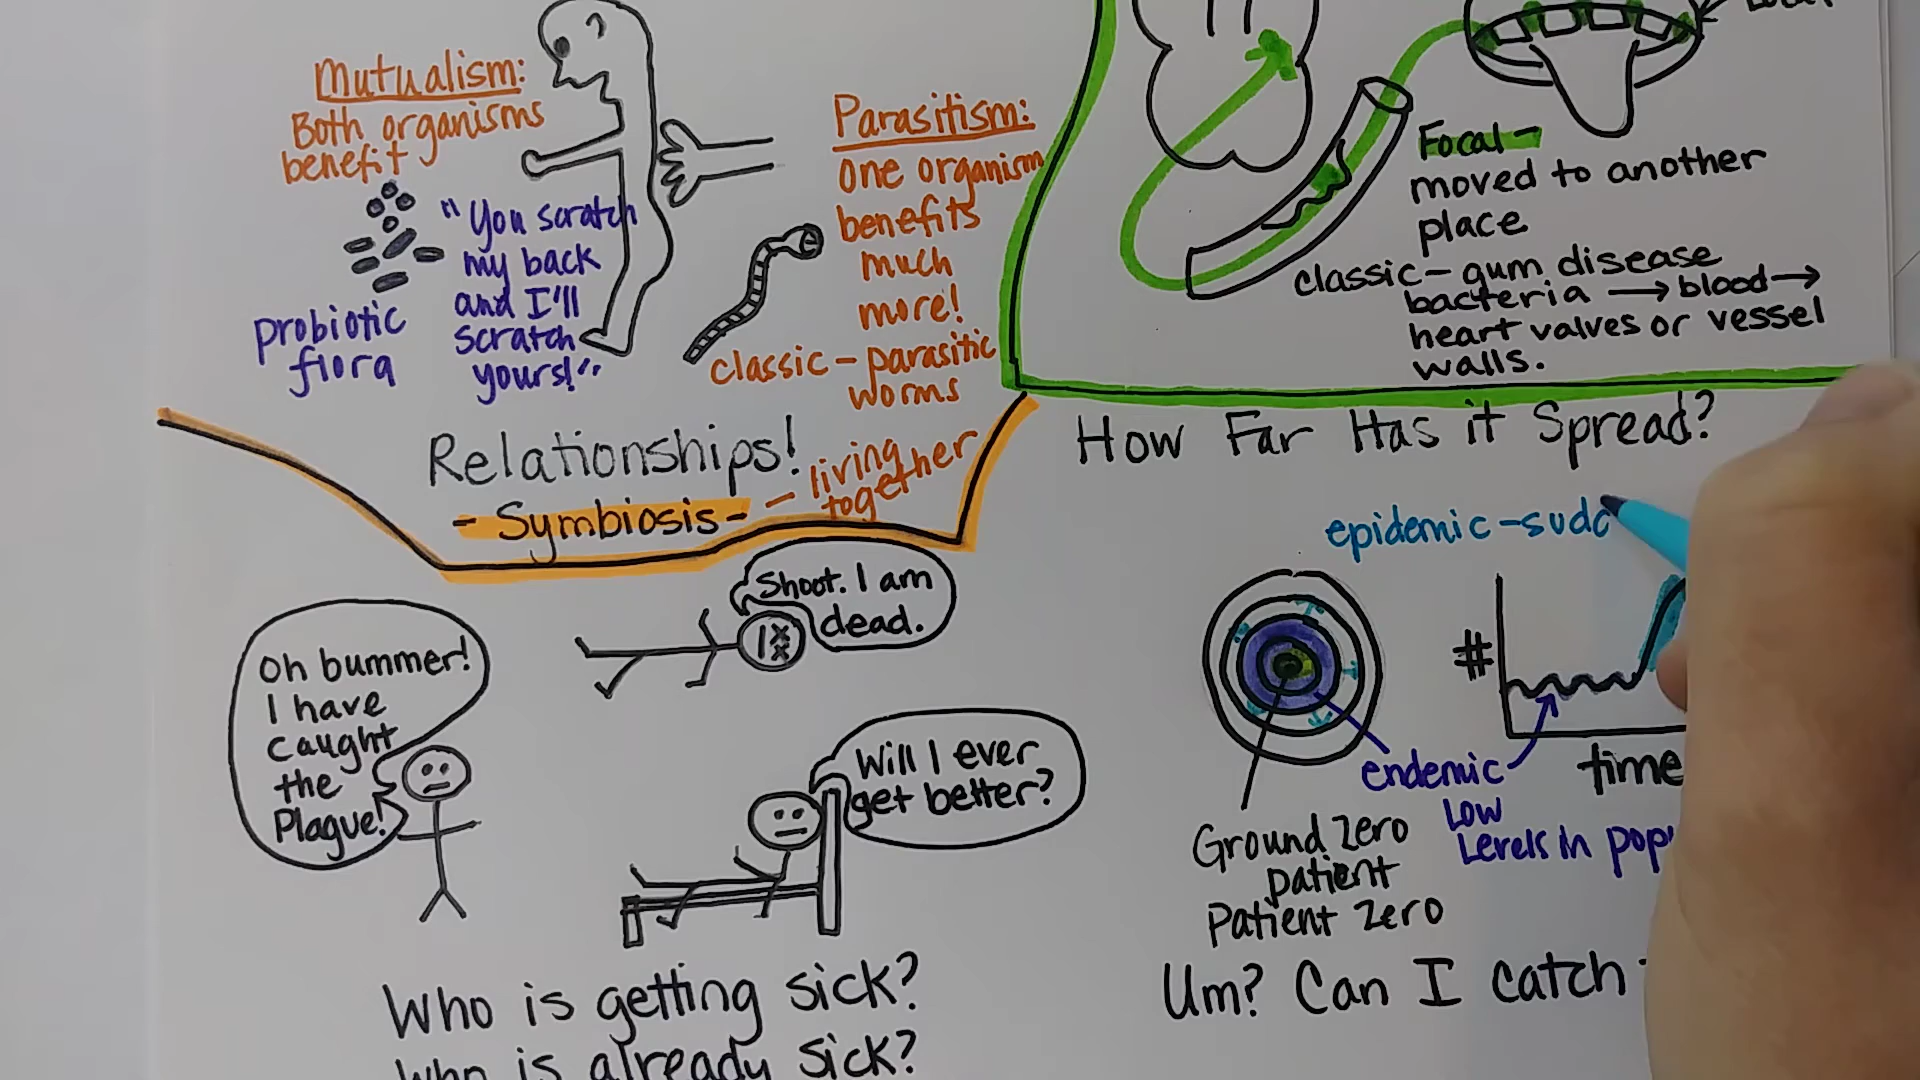 Mutualism:
Both organisms
benefit
"You scratch
my back
and I'll
scratch
yours!"
probiotic
flora
Parasitism:
one organism
benefits
much
more!
classic - parasitic
worms
Relationships!
- Symbiosis -
- living
together
Focal -
moved to another
place.
classic - gum disease
bacteria → blood →
heart valves or vessel
walls.
How Far Has it Spread?
epidemic - sudd
#
time
endemic
Low
Levels in pop
Ground Zero
patient
Patient Zero
Um? Can I catch
Shoot. I am
dead.
Oh bummer!
I have
caught
the
Plague!
Will I ever
get better?
Who is getting sick?
Who is already sick?